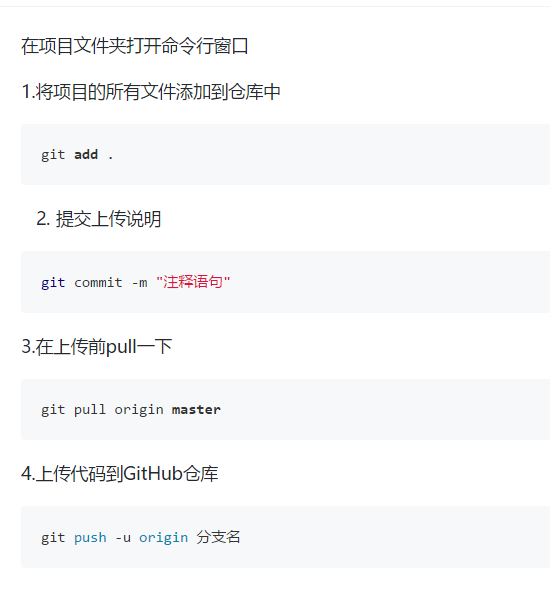 在项目文件夹打开命令行窗口
1.将项目的所有文件添加到仓库中
git add .
2. 提交上传说明
git commit -m "注释语句"
3.在上传前pull一下
git pull origin master
4.上传代码到GitHub仓库
git push -u origin 分支名